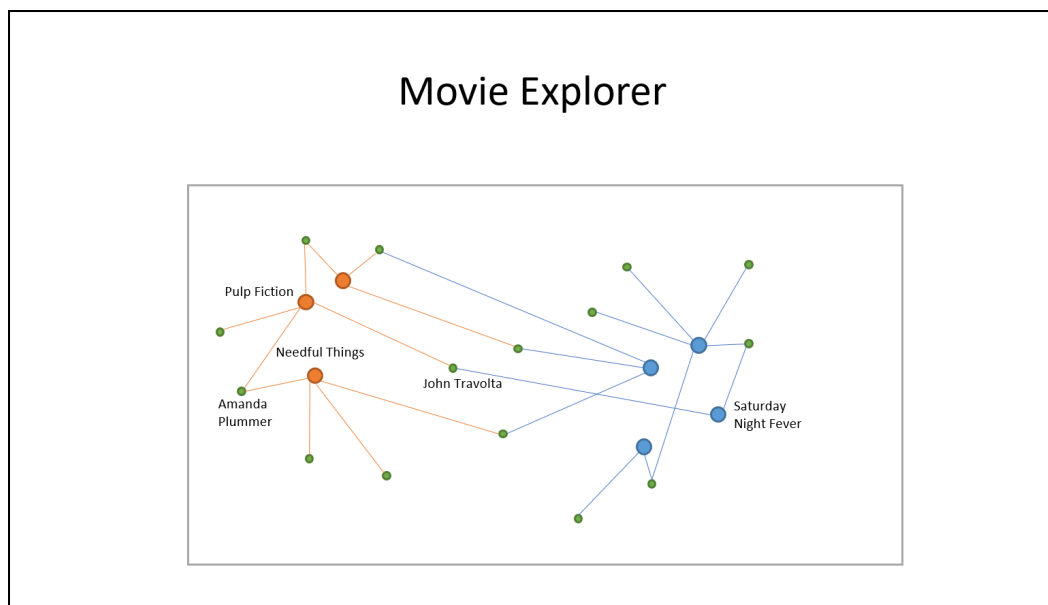 Movie Explorer
Pulp Fiction
Needful Things
John Travolta
Amanda
Plummer
Saturday
Night Fever